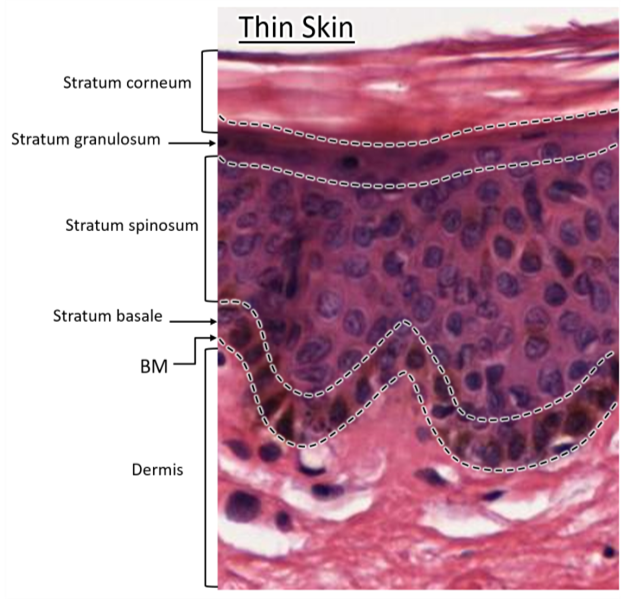 Thin Skin
Stratum corneum
Stratum granulosum
Stratum spinosum
Stratum basale
BM
Dermis